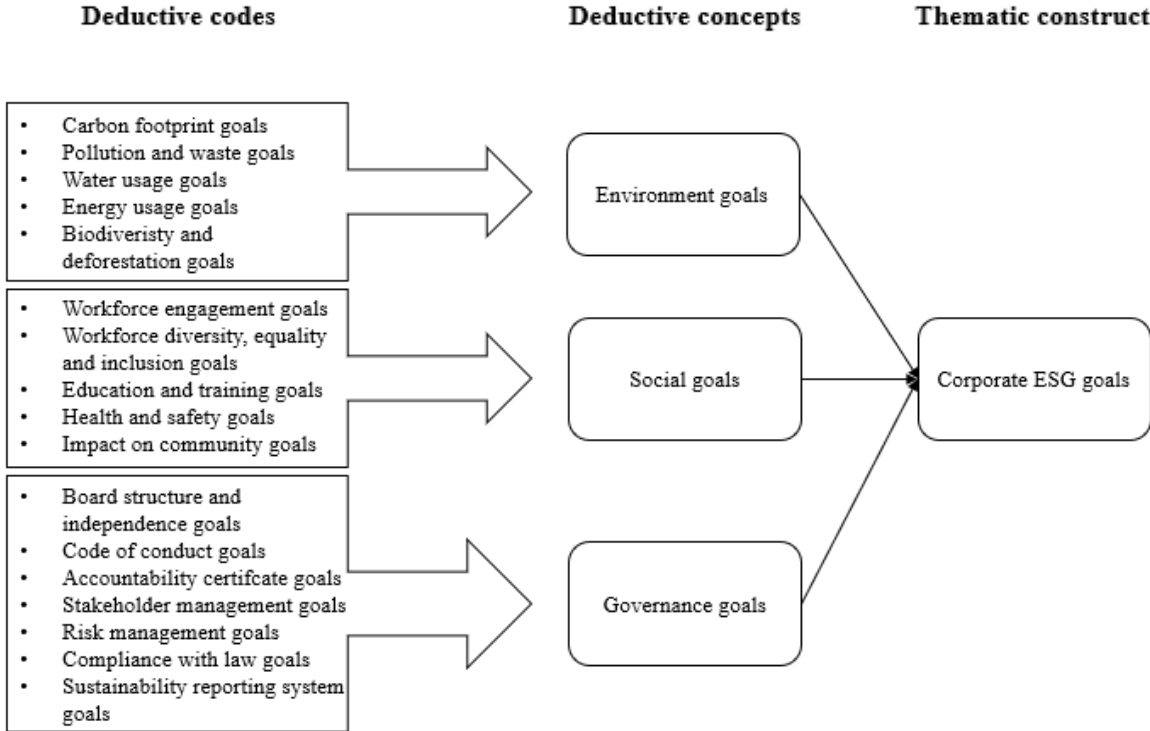 Deductive codes
Deductive concepts
Thematic construct
• Carbon footprint goals
• Pollution and waste goals
• Water usage goals
• Energy usage goals
• Biodiveristy and
deforestation goals
Environment goals
• Workforce engagement goals
• Workforce diversity, equality
and inclusion goals
• Education and training goals
• Health and safety goals
• Impact on community goals
Social goals
Corporate ESG goals
• Board structure and
independence goals
• Code of conduct goals
• Accountability certifcate goals
• Stakeholder management goals
• Risk management goals
• Compliance with law goals
• Sustainability reporting system
goals
Governance goals